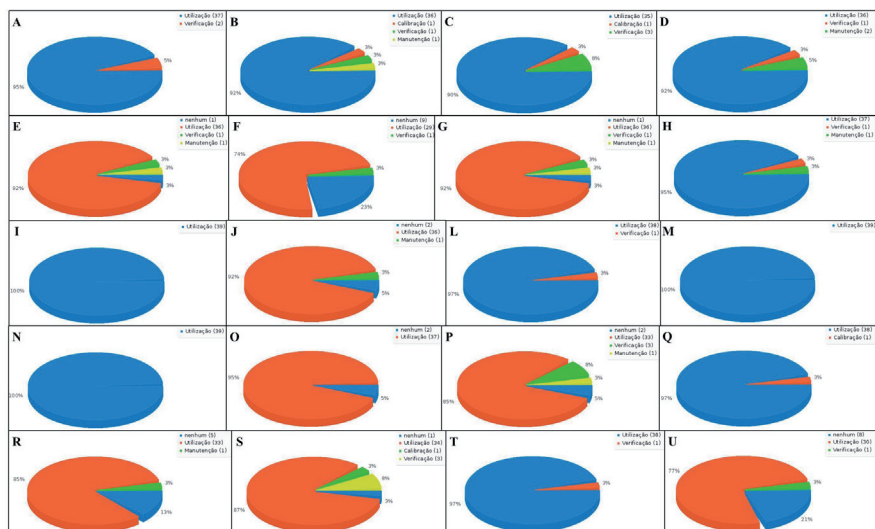 A
Utilização (37)
Verificação (2)
5%
95%
B
Utilização (36)
Calibração (1)
Verificação (1)
Manutenção (1)
3%
3%
3%
92%
C
Utilização (35)
Calibração (1)
Verificação (3)
3%
8%
90%
D
Utilização (36)
Verificação (1)
Manutenção (2)
3%
5%
92%
E
nenhum (1)
Utilização (36)
Verificação (1)
Manutenção (1)
3%
3%
3%
92%
F
nenhum (9)
Utilização (29)
Verificação (1)
74%
3%
23%
G
nenhum (1)
Utilização (36)
Verificação (1)
Manutenção (1)
3%
3%
3%
92%
H
Utilização (37)
Verificação (1)
Manutenção (1)
3%
3%
95%
I
Utilização (39)
100%
J
nenhum (2)
Utilização (36)
Manutenção (1)
92%
3%
5%
L
Utilização (38)
Verificação (1)
3%
97%
M
Utilização (39)
100%
N
Utilização (39)
100%
O
nenhum (2)
Utilização (37)
95%
5%
P
nenhum (2)
Utilização (33)
Verificação (3)
Manutenção (1)
8%
3%
5%
85%
Q
Utilização (38)
Calibração (1)
3%
97%
R
nenhum (5)
Utilização (33)
Manutenção (1)
85%
3%
13%
S
nenhum (1)
Utilização (34)
Calibração (1)
Verificação (3)
3%
8%
3%
87%
T
Utilização (38)
Verificação (1)
3%
97%
U
nenhum (8)
Utilização (30)
Verificação (1)
77%
3%
21%